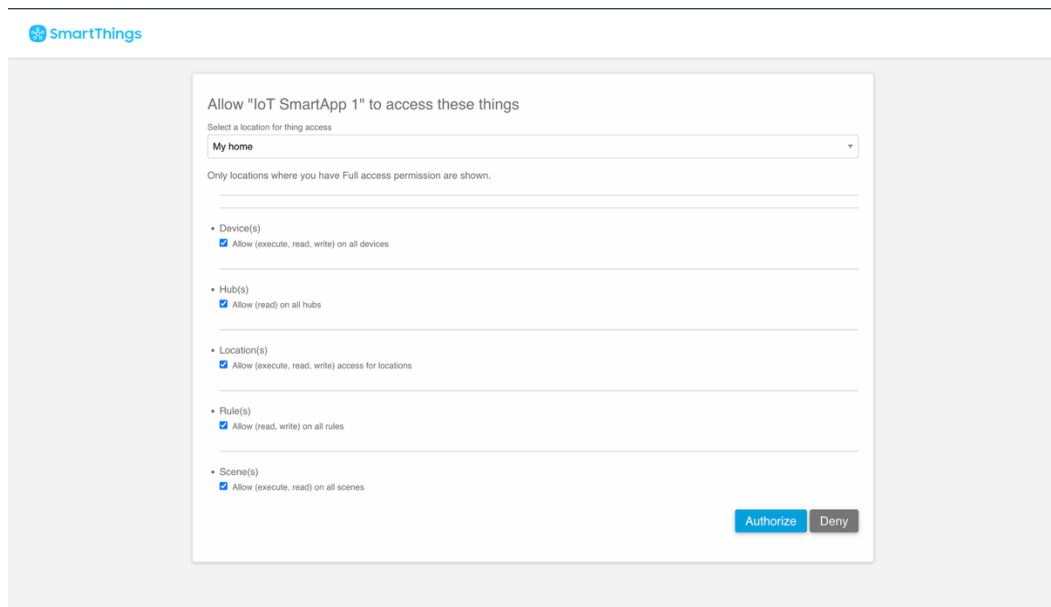 SmartThings
Allow "IoT SmartApp 1" to access these things
Select a location for thing access
My home
Only locations where you have Full access permission are shown.
• Device(s)
Allow (execute, read, write) on all devices
• Hub(s)
Allow (read) on all hubs
• Location(s)
Allow (execute, read, write) access for locations
• Rule(s)
Allow (read, write) on all rules
• Scene(s)
Allow (execute, read) on all scenes
Authorize Deny